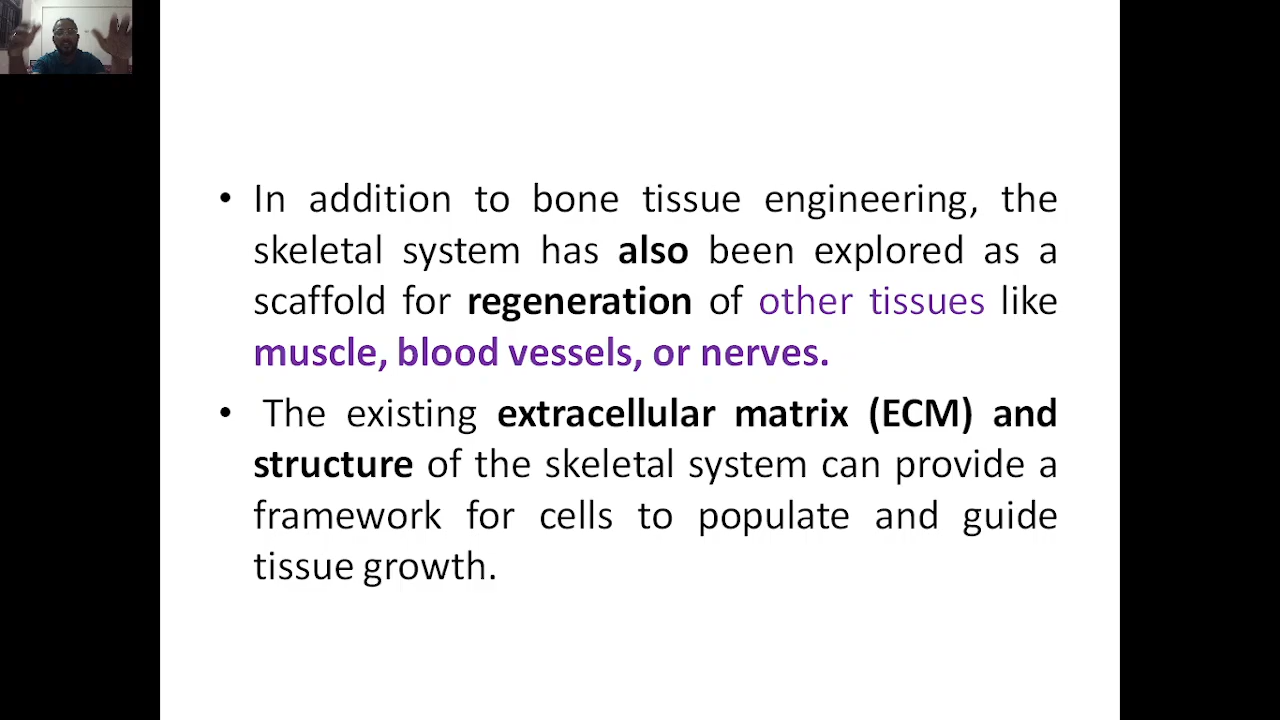 • In addition to bone tissue engineering, the
skeletal system has also been explored as a
scaffold for regeneration of other tissues like
muscle, blood vessels, or nerves.
• The existing extracellular matrix (ECM) and
structure of the skeletal system can provide a
framework for cells to populate and guide
tissue growth.